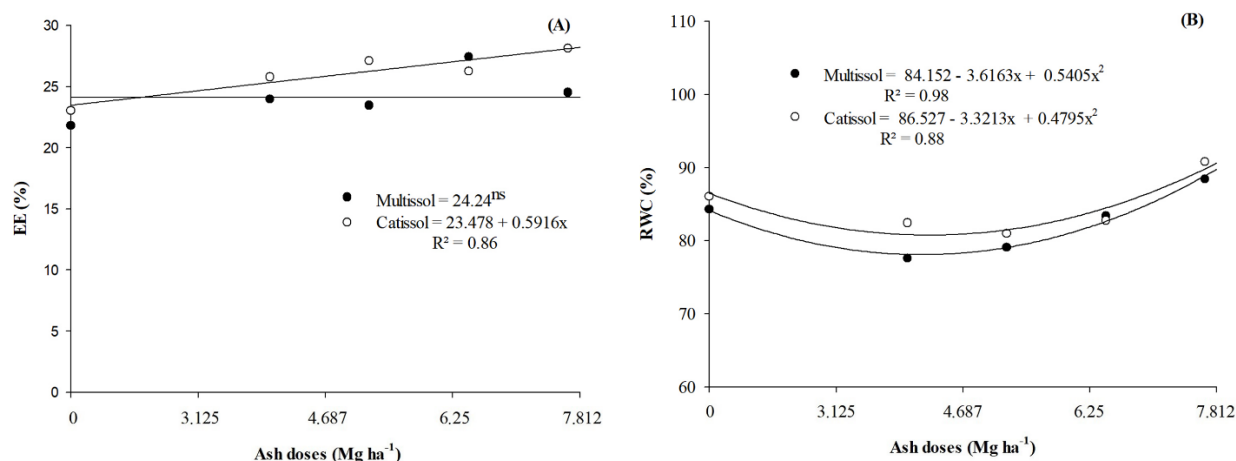 (A)
30
25
20
15
10
5
0
EE (%)
Multissol = 24.24ns
Catissol = 23.478 + 0.5916x
R² = 0.86
0 3.125 4.687 6.25 7.812
Ash doses (Mg ha⁻¹)
(B)
110
100
90
80
70
60
RWC (%)
Multissol = 84.152 - 3.6163x + 0.5405x²
R² = 0.98
Catissol = 86.527 - 3.3213x + 0.4795x²
R² = 0.88
0 3.125 4.687 6.25 7.812
Ash doses (Mg ha⁻¹)